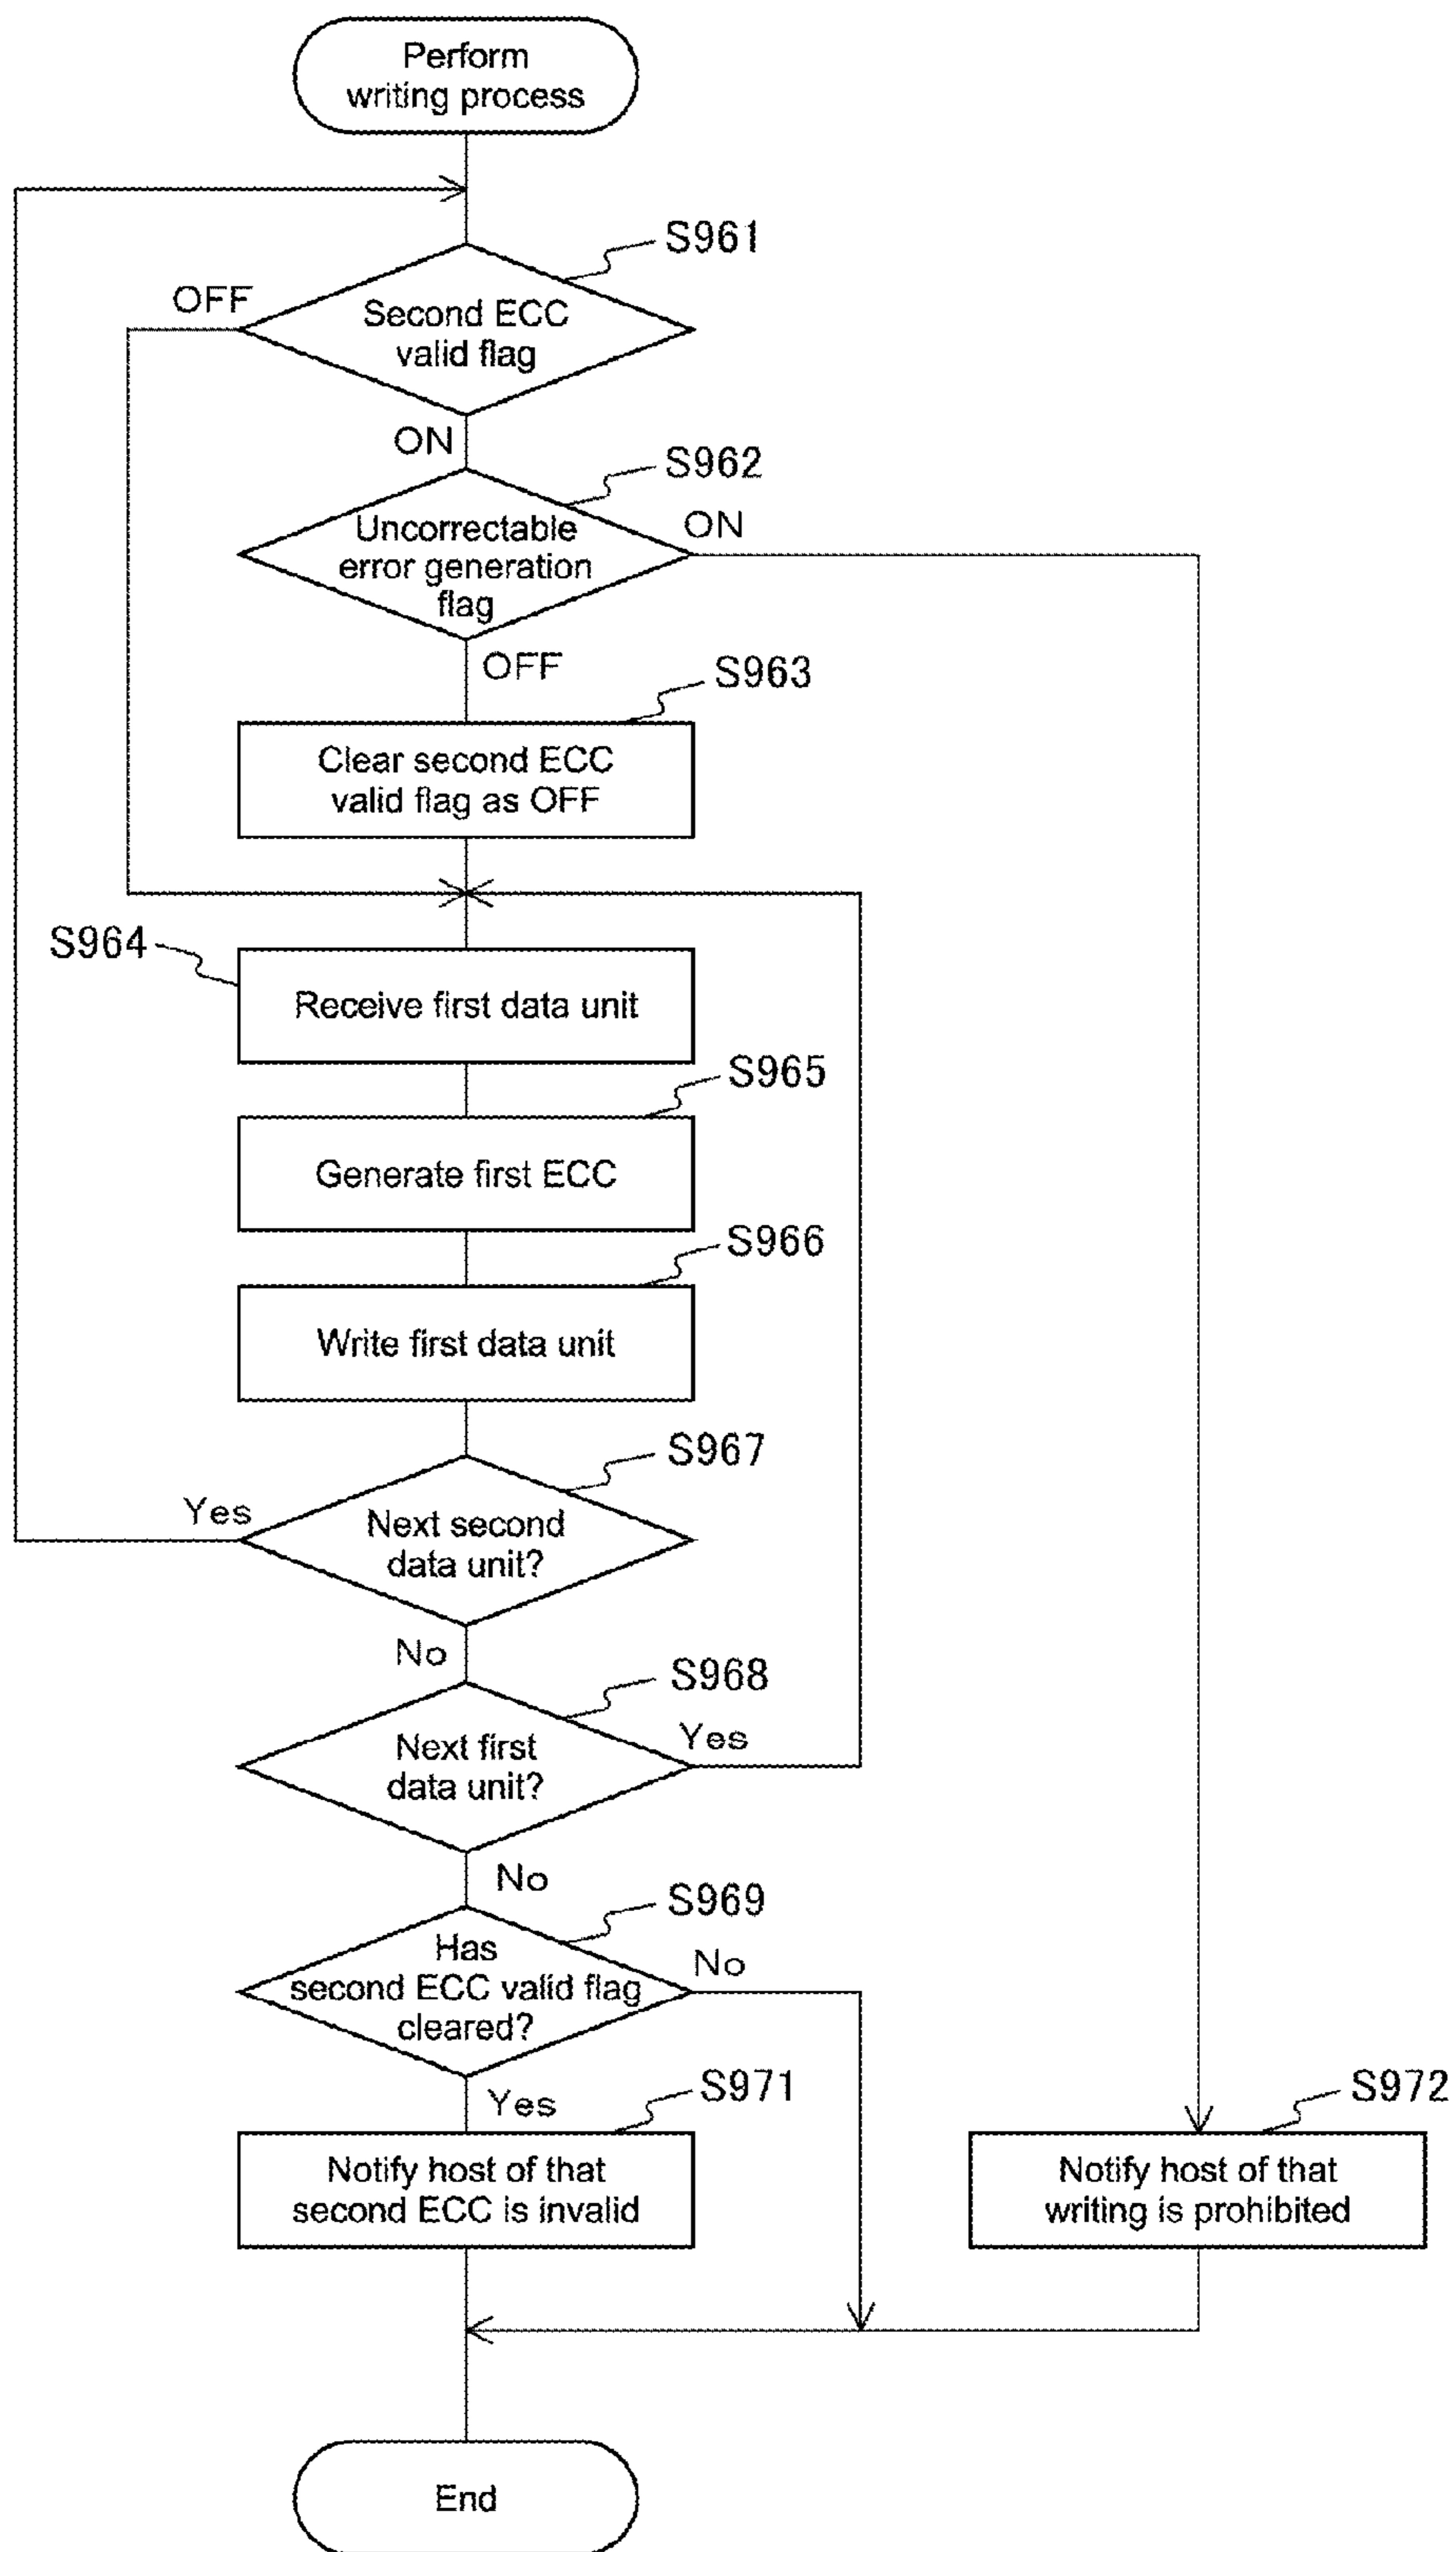 Perform
writing process
S961
OFF
Second ECC
valid flag
ON
S962
ON
Uncorrectable
error generation
flag
OFF
S963
Clear second ECC
valid flag as OFF
S964
Receive first data unit
S965
Generate first ECC
S966
Write first data unit
S967
Yes
Next second
data unit?
No
S968
Yes
Next first
data unit?
No
S969
Has
second ECC valid flag
cleared?
No
Yes
S971
Notify host of that
second ECC is invalid
S972
Notify host of that
writing is prohibited
End